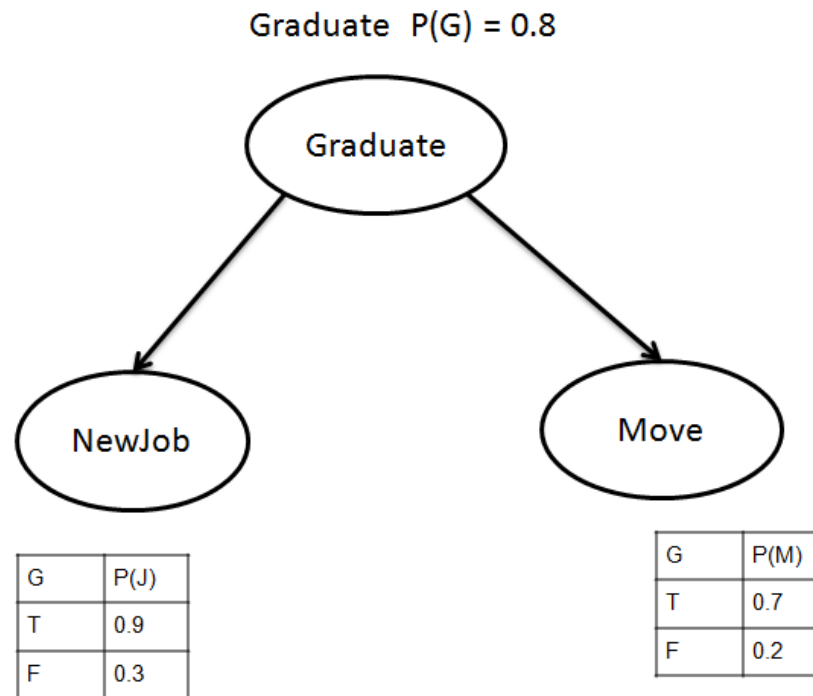 Graduate P(G) = 0.8
Graduate
NewJob
Move
G P(J)
T 0.9
F 0.3
G P(M)
T 0.7
F 0.2